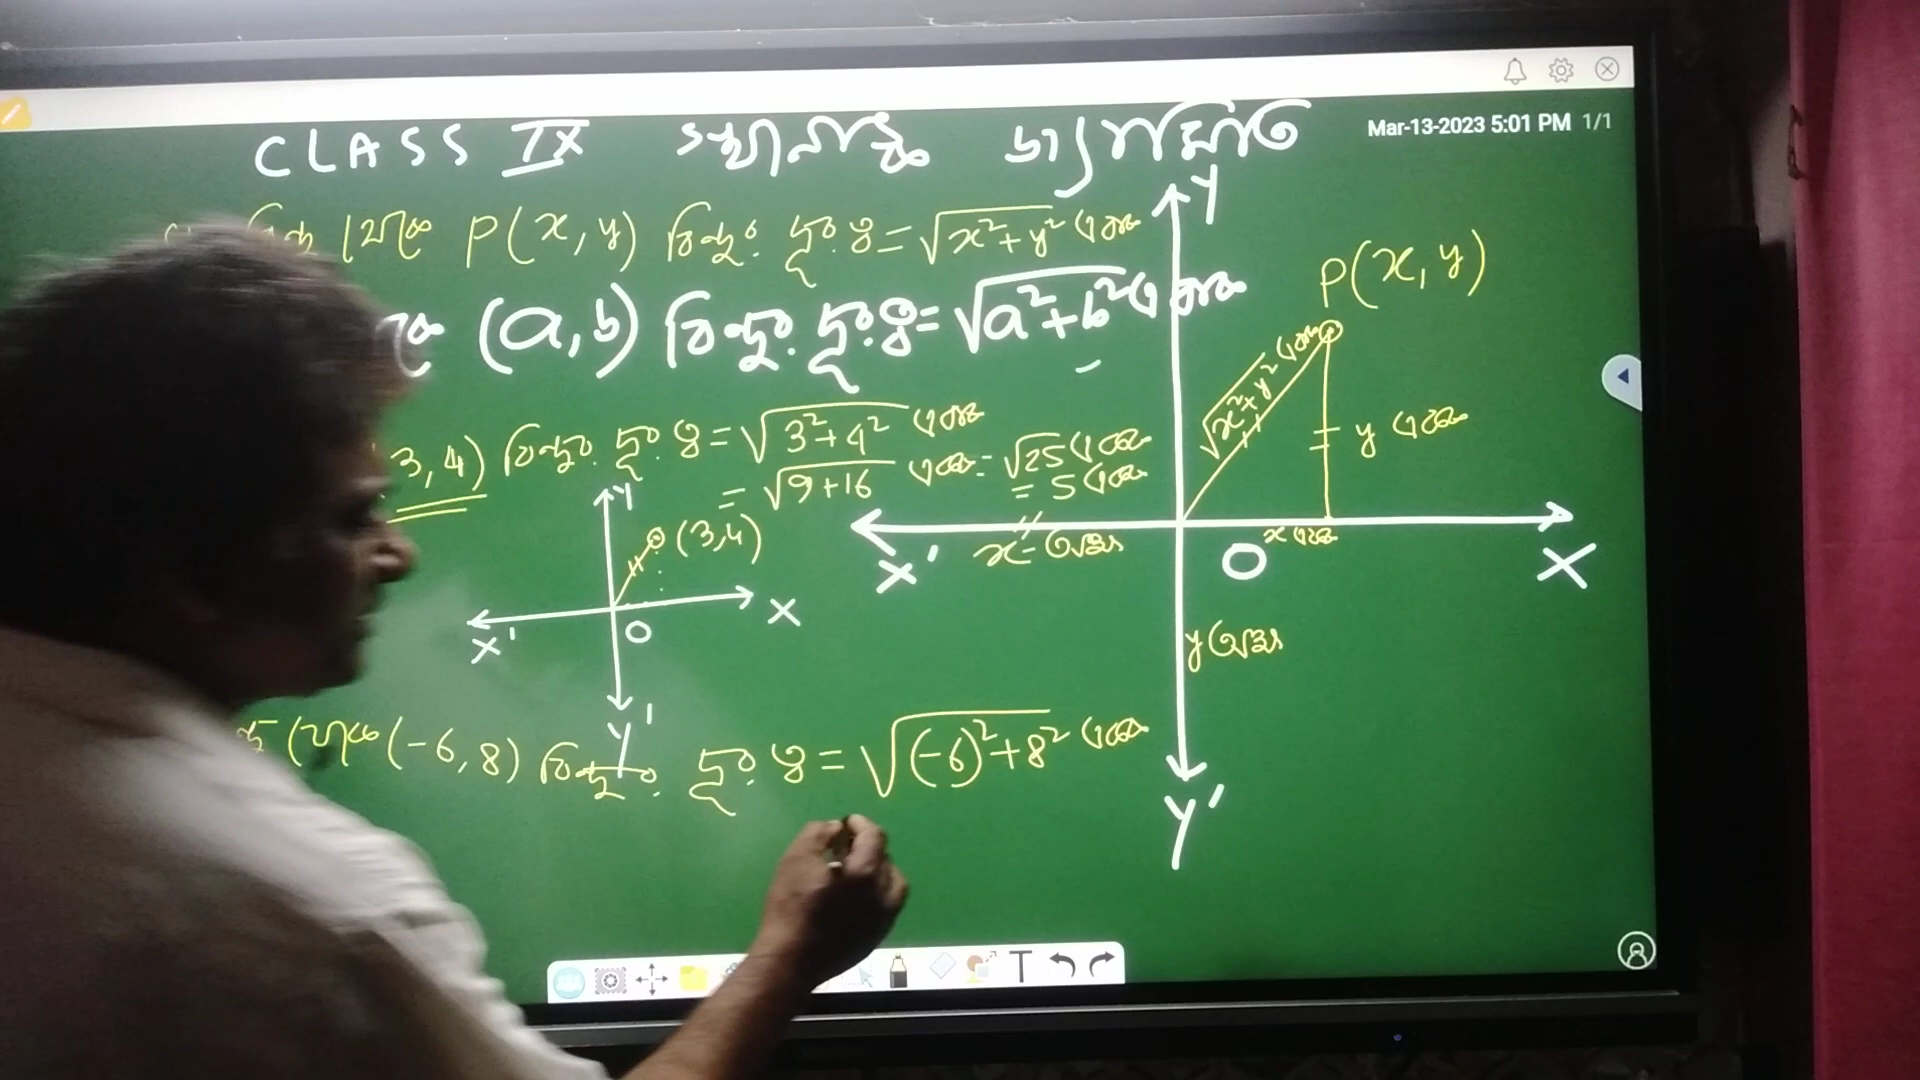 Mar-13-2023 5:01 PM 1/1
CLASS IX স্থানাঙ্ক জ্যামিতি
থেকে P(x, y) বিন্দুর দূরত্ব = √x²+y² একক
(a, b) বিন্দুর দূরত্ব = √a²+b² একক
3, 4) বিন্দুর দূরত্ব = √3²+4² একক
= √9+16 একক = √25 একক
= 5 একক
Y
(3,4)
X' O X
Y'
থেকে (-6, 8) বিন্দুর দূরত্ব = √(-6)²+8² একক
Y
P(x, y)
√x²+y² একক
y একক
x একক
x-অক্ষ
X' O X
y অক্ষ
Y'
T